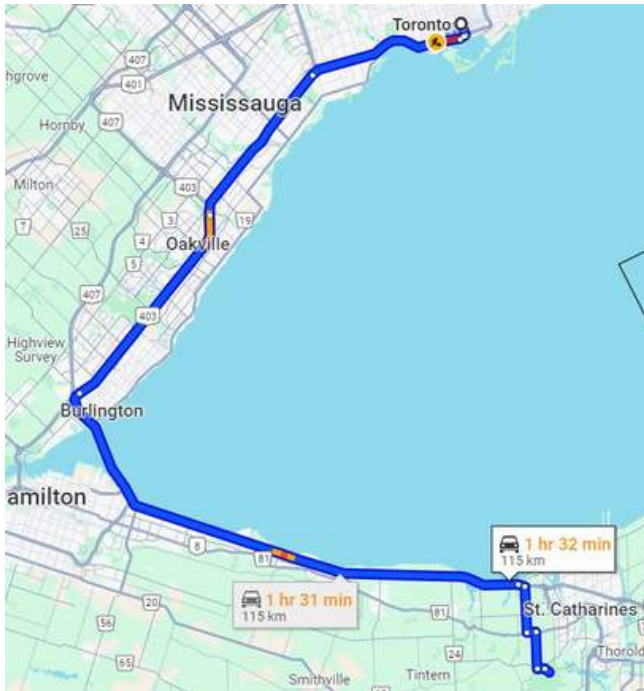 Toronto
407
401
hgrove
407
Mississauga
Hornby
Milton
403
3
19
7
25
4
Oakville
5
407
403
Highview
Survey
Burlington
amilton
8
81
1 hr 32 min
115 km
1 hr 31 min
115 km
St. Catharines
20
81
56
24
Thorold
65
Smithville
Tintern